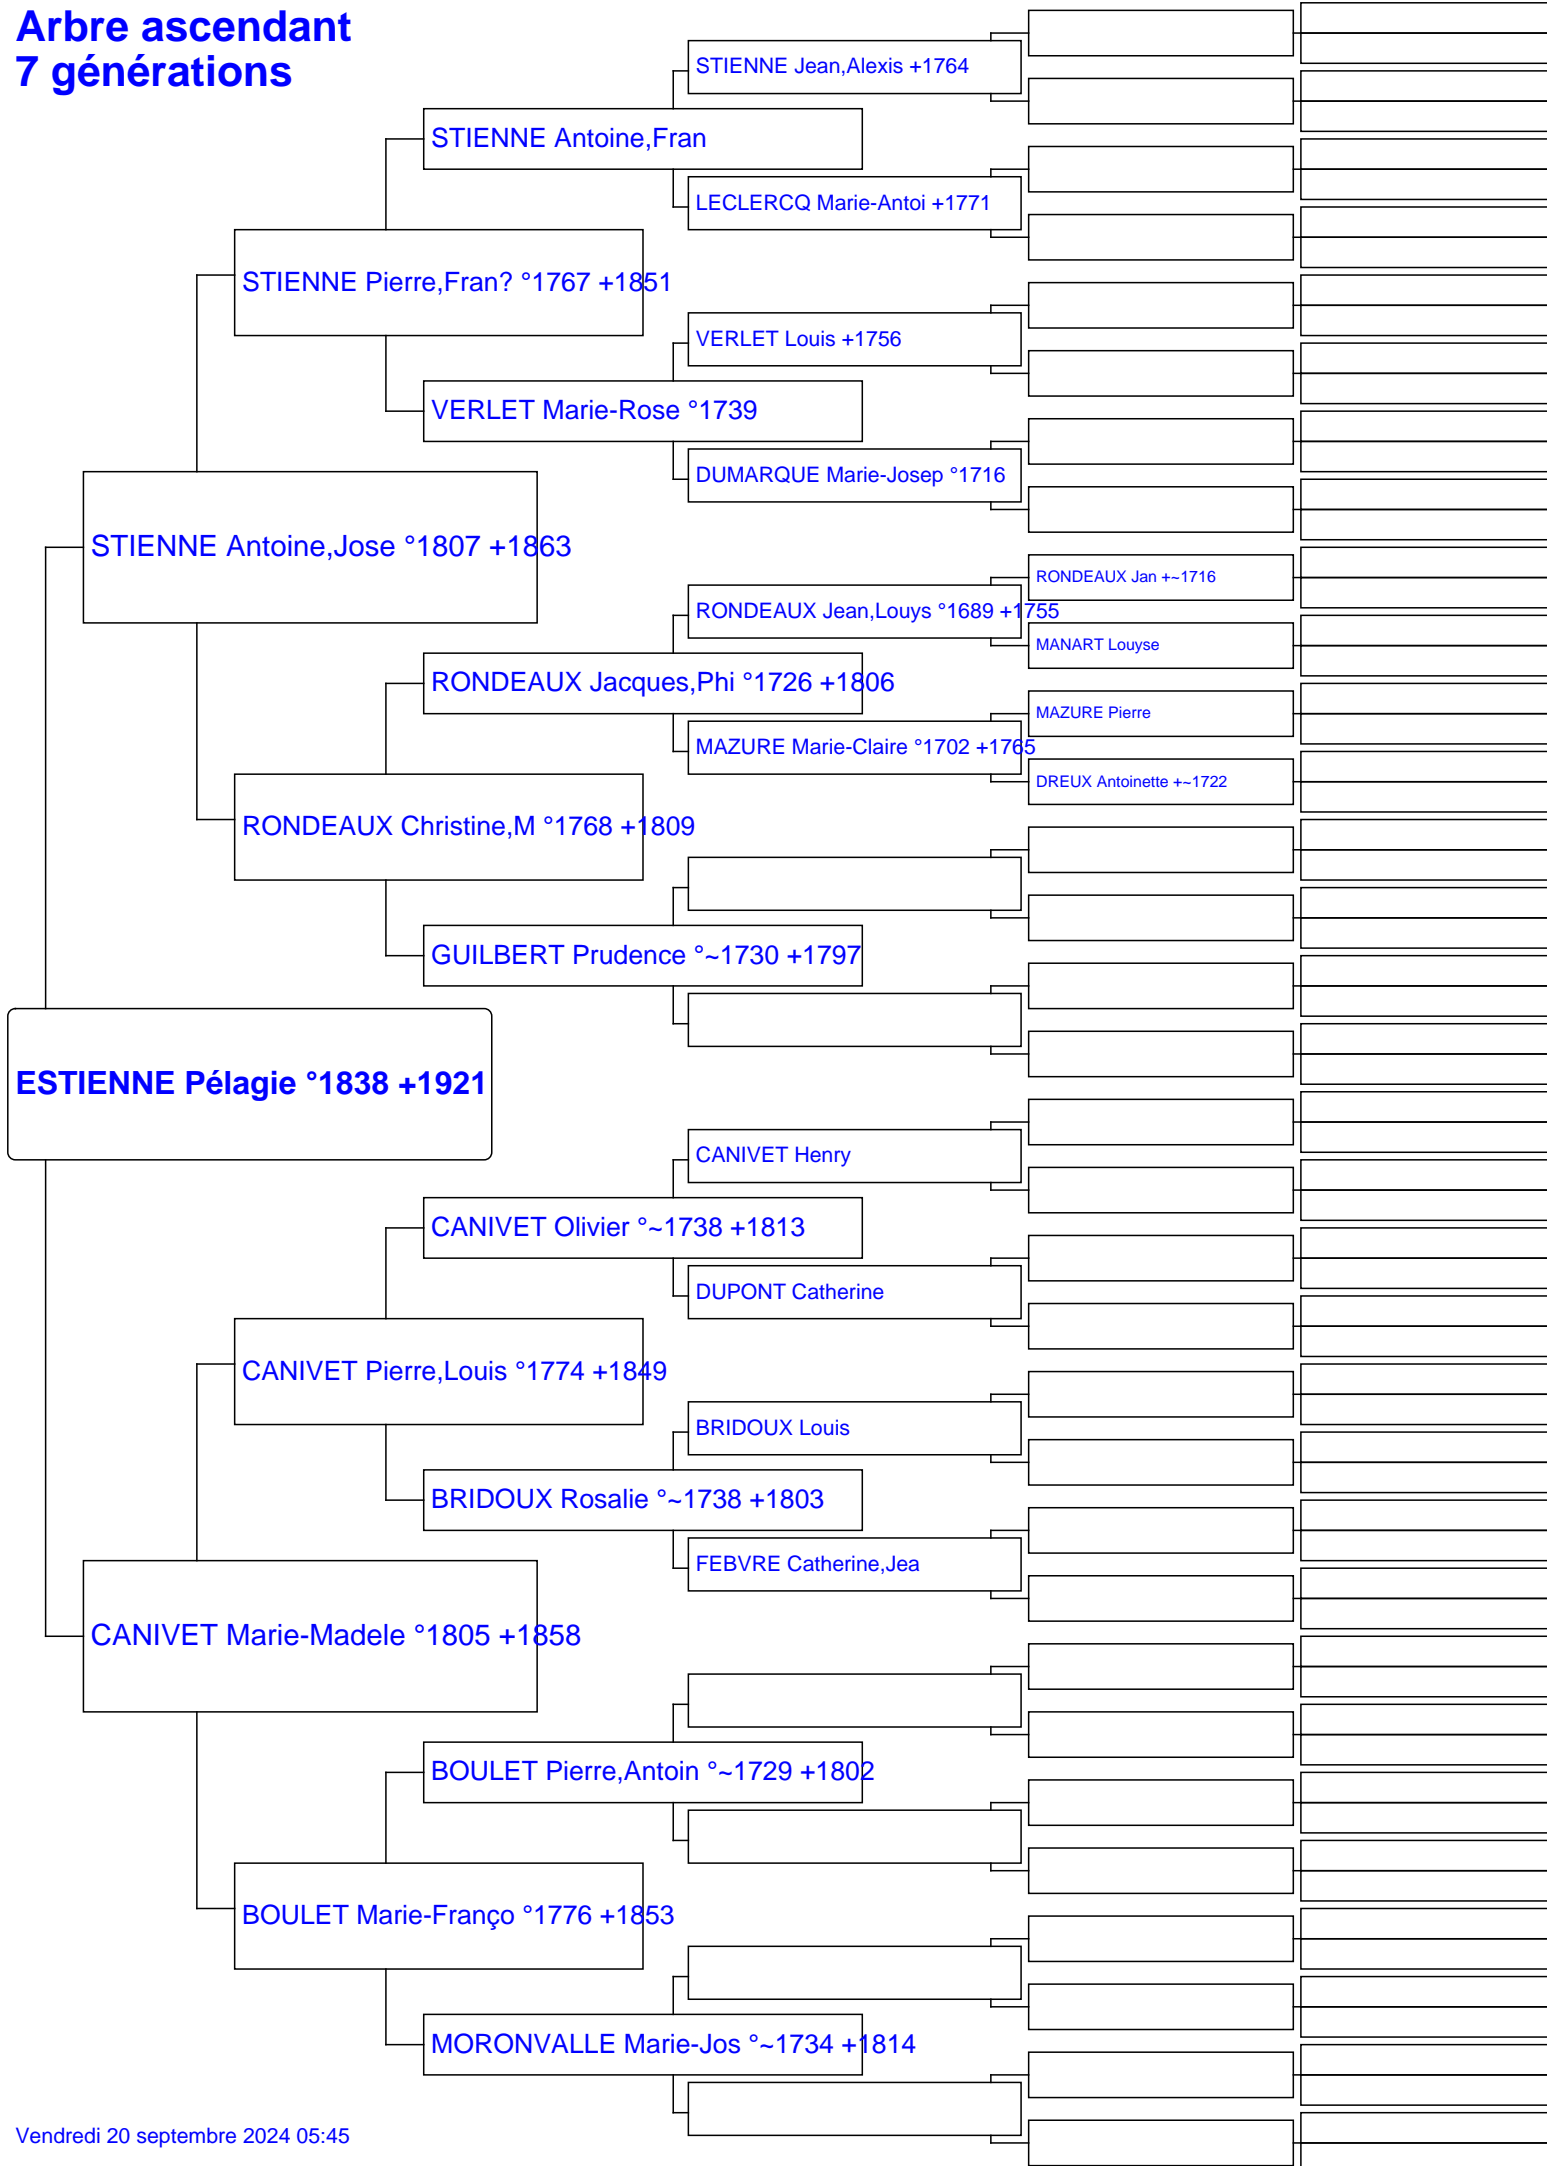 Arbre ascendant
7 générations
STIENNE Jean,Alexis +1764
STIENNE Antoine,Fran
LECLERCQ Marie-Antoi +1771
STIENNE Pierre,Fran? °1767 +1851
VERLET Louis +1756
VERLET Marie-Rose °1739
DUMARQUE Marie-Josep °1716
STIENNE Antoine,Jose °1807 +1863
RONDEAUX Jan +~1716
RONDEAUX Jean,Louys °1689 +1755
MANART Louyse
RONDEAUX Jacques,Phi °1726 +1806
MAZURE Pierre
MAZURE Marie-Claire °1702 +1765
DREUX Antoinette +~1722
RONDEAUX Christine,M °1768 +1809
GUILBERT Prudence °~1730 +1797
ESTIENNE Pélagie °1838 +1921
CANIVET Henry
CANIVET Olivier °~1738 +1813
DUPONT Catherine
CANIVET Pierre,Louis °1774 +1849
BRIDOUX Louis
BRIDOUX Rosalie °~1738 +1803
FEBVRE Catherine,Jea
CANIVET Marie-Madele °1805 +1858
BOULET Pierre,Antoin °~1729 +1802
BOULET Marie-Franço °1776 +1853
MORONVALLE Marie-Jos °~1734 +1814
Vendredi 20 septembre 2024 05:45